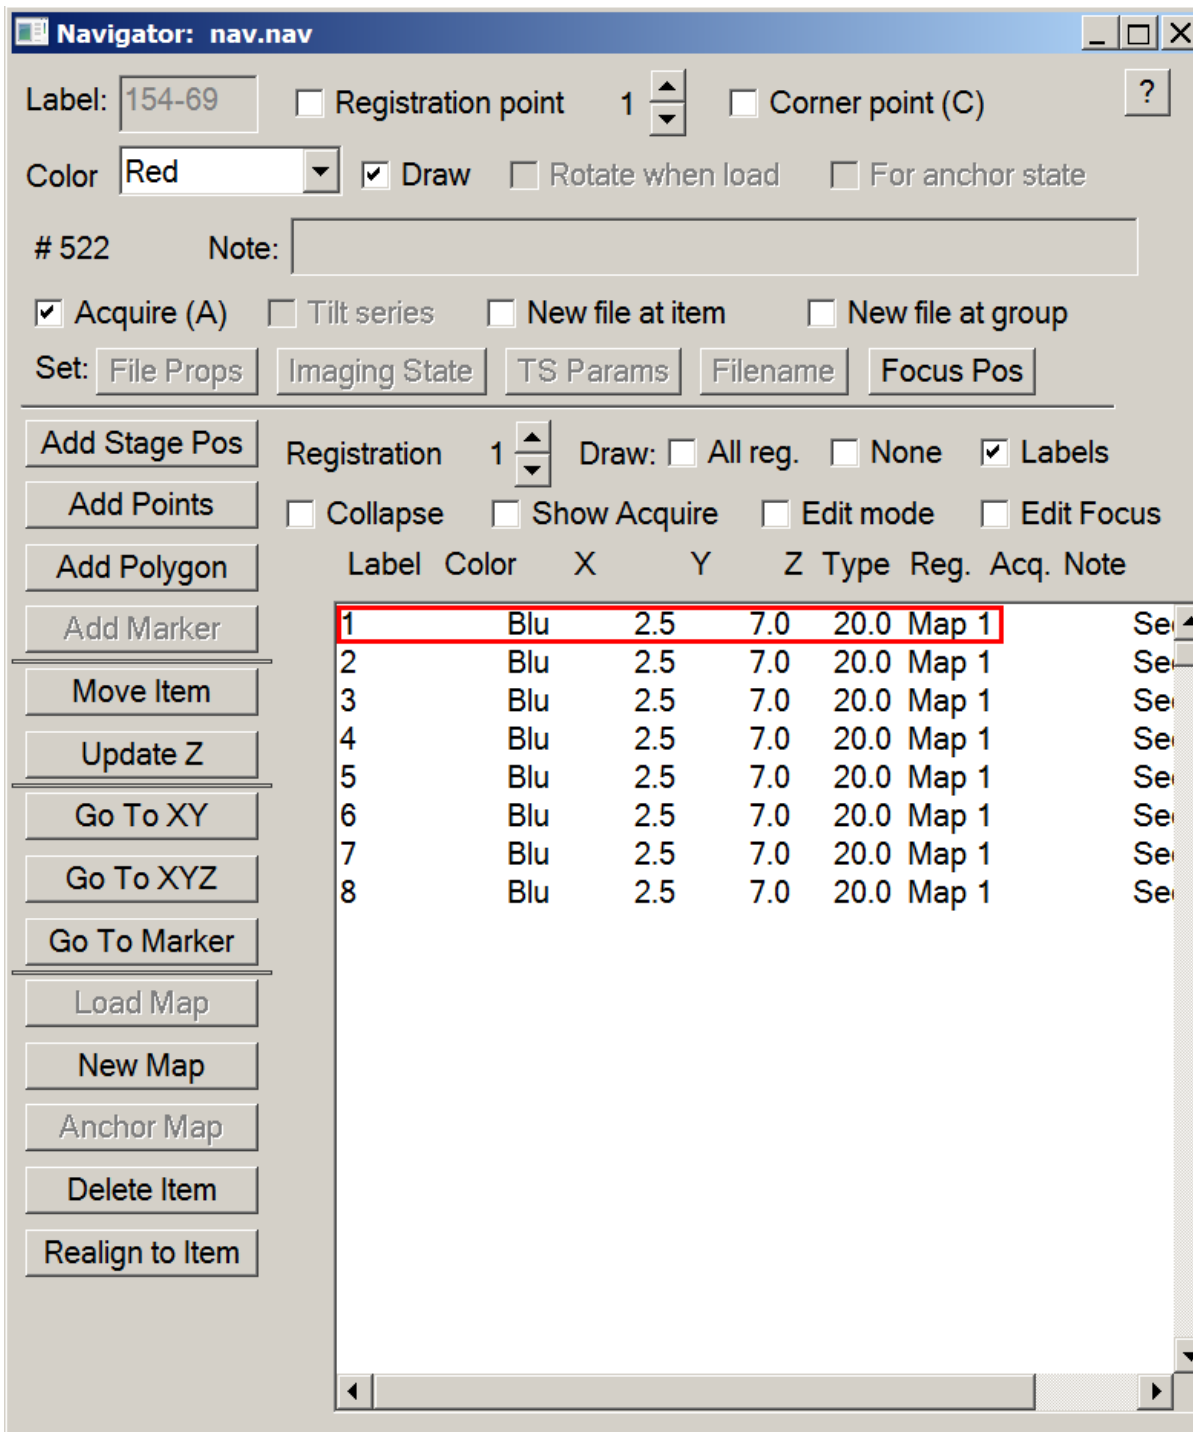 Navigator: nav.nav
Label: 154-69 Registration point 1 Corner point (C) ?
Color Red Draw Rotate when load For anchor state
# 522 Note:
Acquire (A) Tilt series New file at item New file at group
Set: File Props Imaging State TS Params Filename Focus Pos
Add Stage Pos Registration 1 Draw: All reg. None Labels
Add Points Collapse Show Acquire Edit mode Edit Focus
Add Polygon Label Color X Y Z Type Reg. Acq. Note
Add Marker 1 Blu 2.5 7.0 20.0 Map 1
2 Blu 2.5 7.0 20.0 Map 1
Move Item 3 Blu 2.5 7.0 20.0 Map 1
Update Z 4 Blu 2.5 7.0 20.0 Map 1
5 Blu 2.5 7.0 20.0 Map 1
Go To XY 6 Blu 2.5 7.0 20.0 Map 1
7 Blu 2.5 7.0 20.0 Map 1
Go To XYZ 8 Blu 2.5 7.0 20.0 Map 1
Go To Marker
Load Map
New Map
Anchor Map
Delete Item
Realign to Item